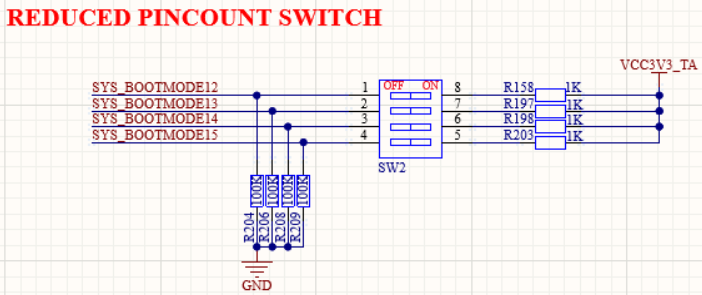 REDUCED PINCOUNT SWITCH
VCC3V3_TA
SYS_BOOTMODE12 1 OFF ON 8 R158 1K
SYS_BOOTMODE13 2 7 R197 1K
SYS_BOOTMODE14 3 6 R198 1K
SYS_BOOTMODE15 4 5 R203 1K
SW2
100K 100K 100K 100K
R204 R206 R208 R209
GND